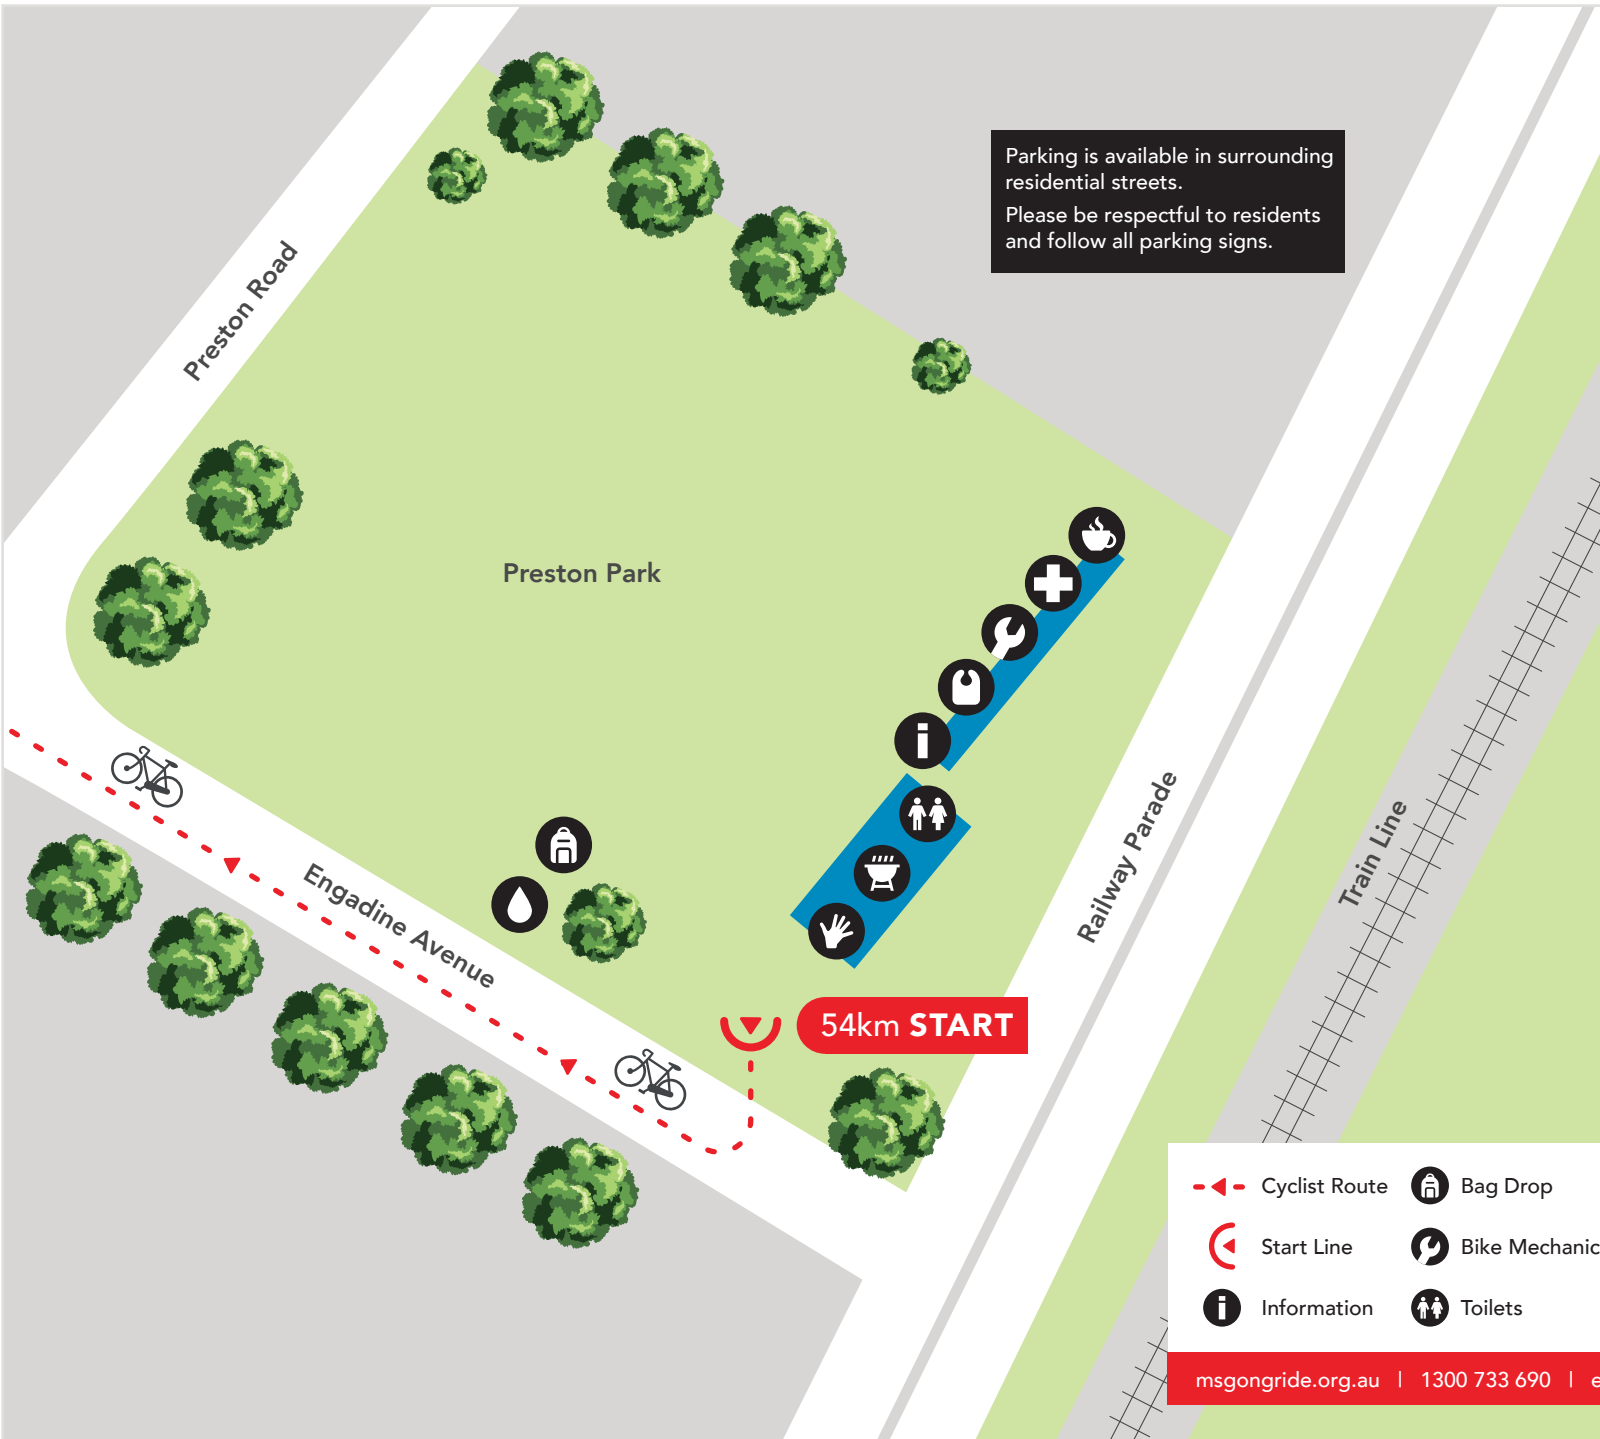 Parking is available in surrounding
residential streets.
Please be respectful to residents
and follow all parking signs.
Preston Road
Preston Park
Engadine Avenue
Railway Parade
Train Line
54km START
Cyclist Route
Bag Drop
Start Line
Bike Mechanic
Information
Toilets
msgongride.org.au | 1300 733 690 | e